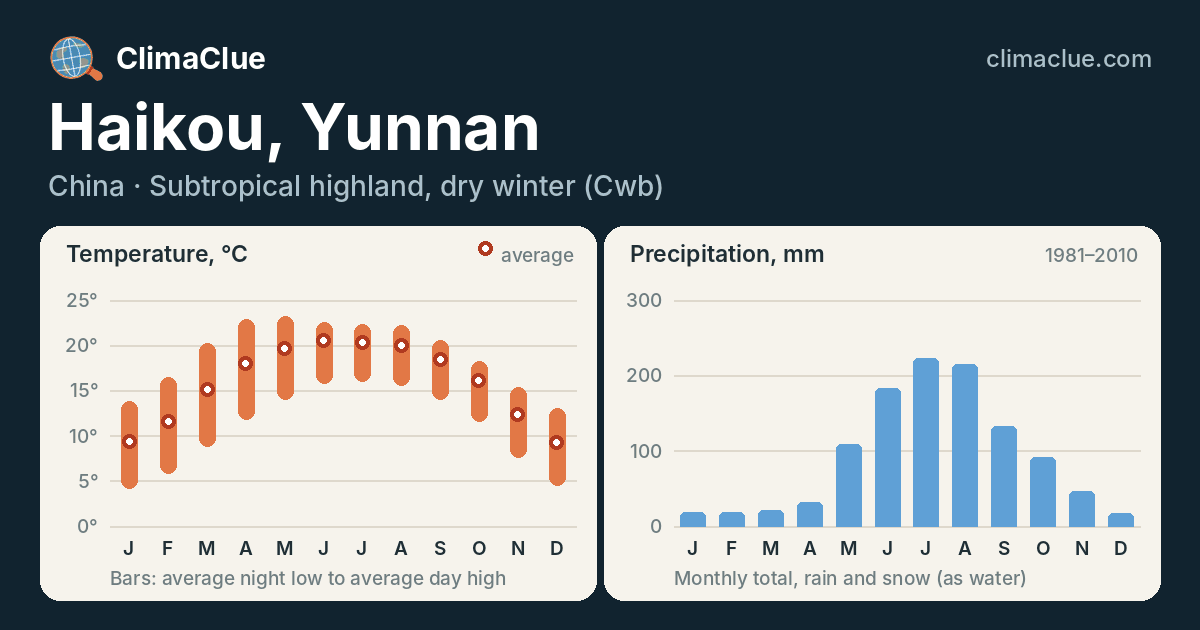 ClimaClue
climaclue.com
Haikou, Yunnan
China · Subtropical highland, dry winter (Cwb)
Temperature, °C
average
25°
20°
15°
10°
5°
0°
J F M A M J J A S O N D
Bars: average night low to average day high
Precipitation, mm
1981–2010
300
200
100
0
J F M A M J J A S O N D
Monthly total, rain and snow (as water)